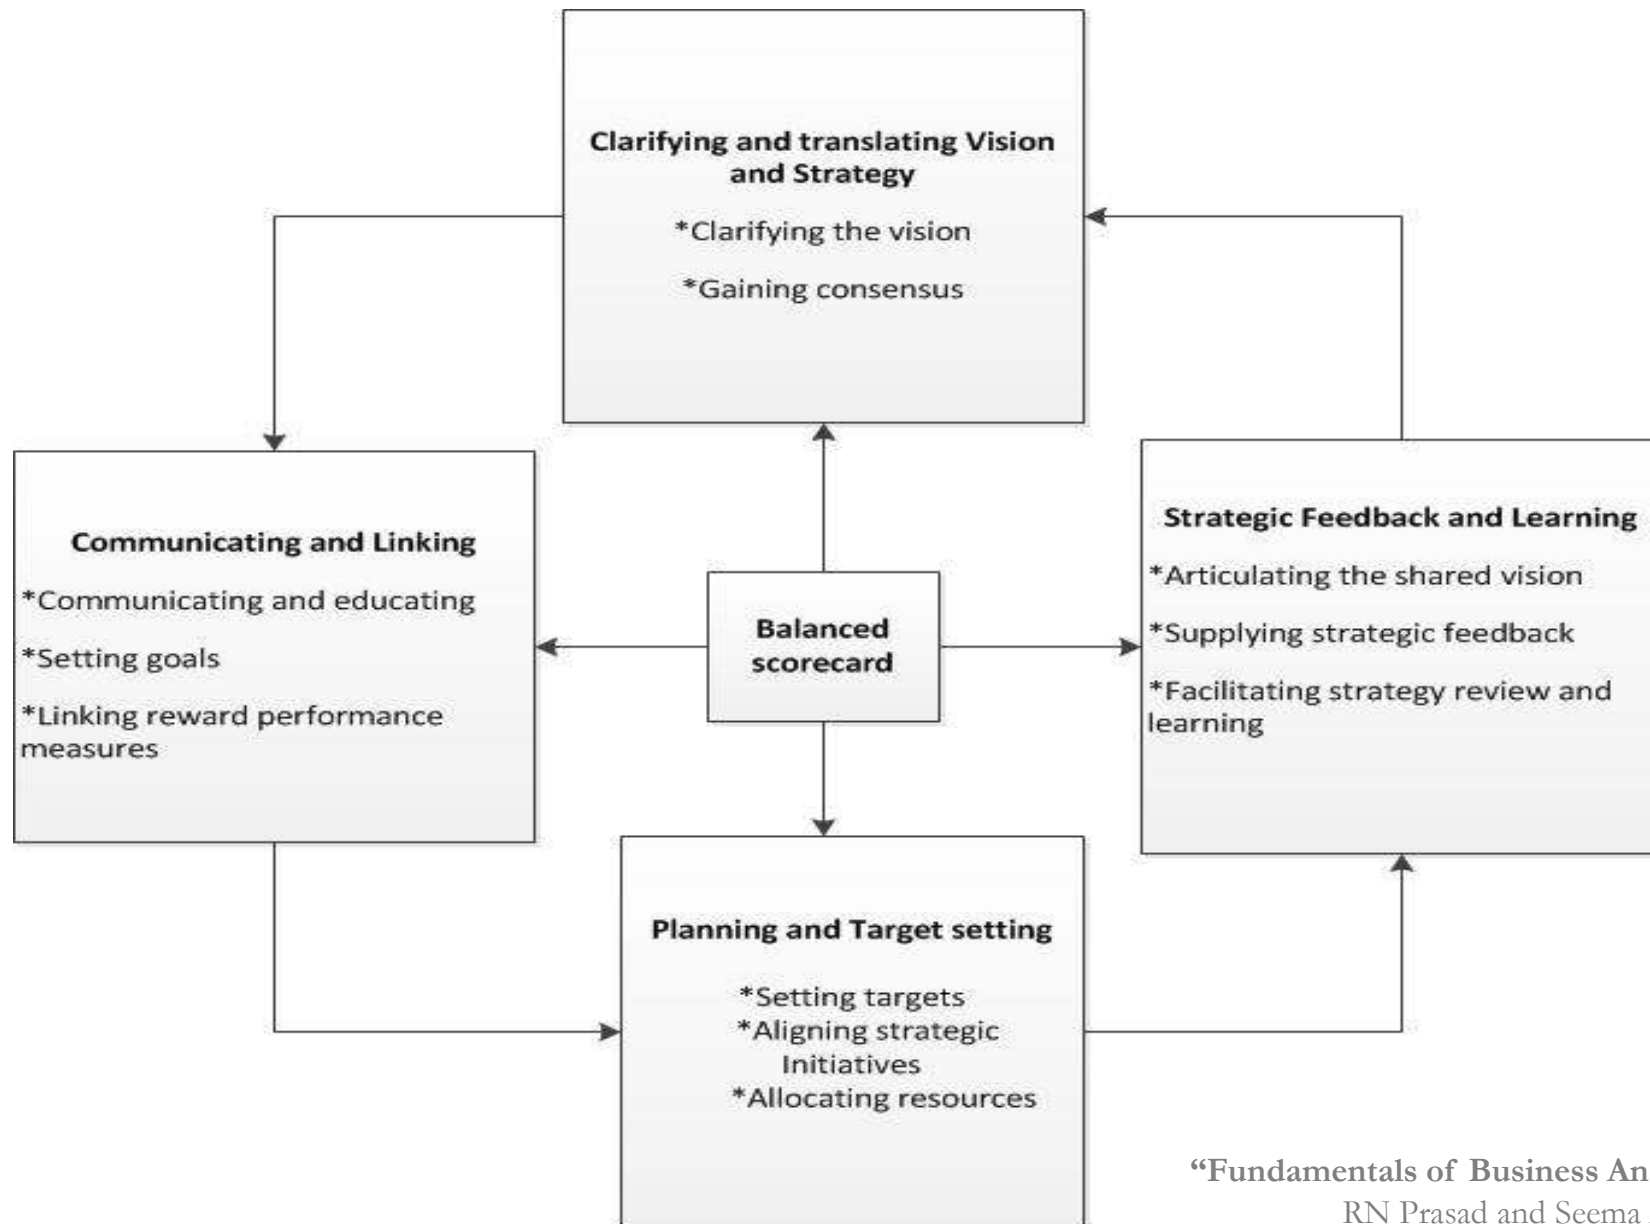 Clarifying and translating Vision
and Strategy
*Clarifying the vision
*Gaining consensus
Communicating and Linking
*Communicating and educating
*Setting goals
*Linking reward performance
measures
Balanced
scorecard
Strategic Feedback and Learning
*Articulating the shared vision
*Supplying strategic feedback
*Facilitating strategy review and
learning
Planning and Target setting
*Setting targets
*Aligning strategic
Initiatives
*Allocating resources
“Fundamentals of Business An
RN Prasad and Seema